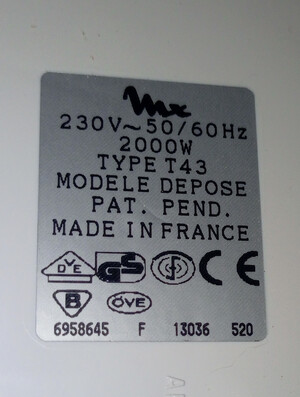 mx
230V~50/60Hz
2000W
TYPE T43
MODELE DEPOSE
PAT. PEND.
MADE IN FRANCE
DVE GS CE
B ÖVE
6958645 F 13036 520